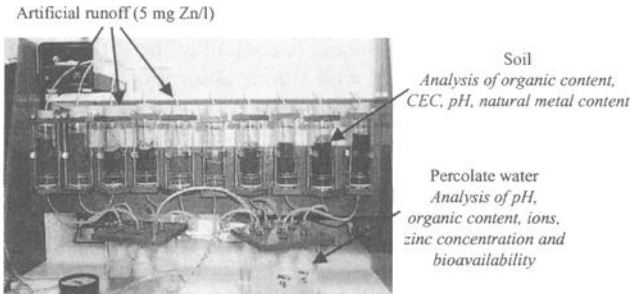 Artificial runoff (5 mg Zn/l)
Soil
Analysis of organic content,
CEC, pH, natural metal content
Percolate water
Analysis of pH,
organic content, ions,
zinc concentration and
bioavailability